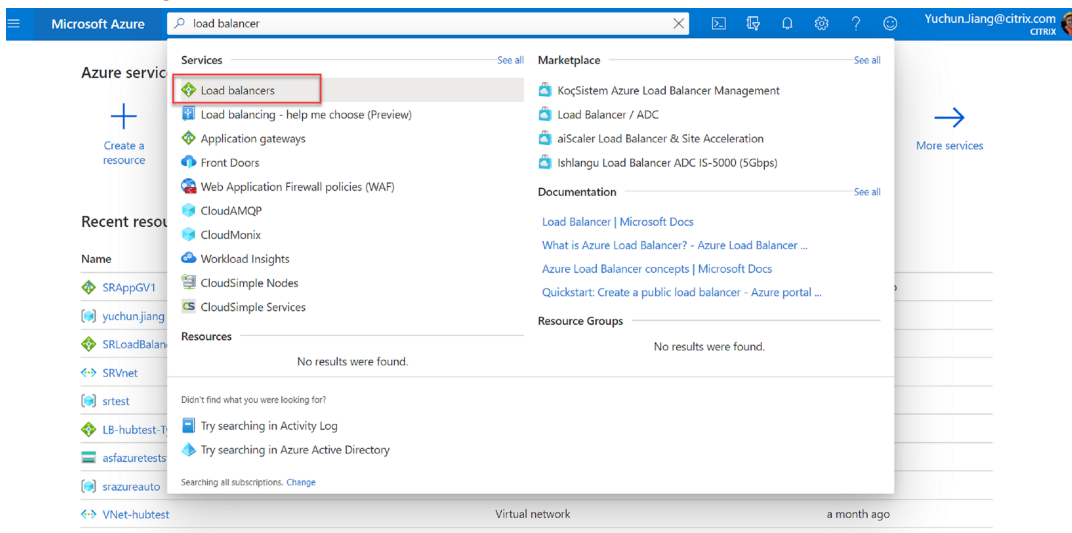 Microsoft Azure
load balancer
Yuchun.Jiang@citrix.com
CITRIX
Azure servic
Create a
resource
More services
Services
See all
Load balancers
Load balancing - help me choose (Preview)
Application gateways
Front Doors
Web Application Firewall policies (WAF)
CloudAMQP
CloudMonix
Workload Insights
CloudSimple Nodes
CS CloudSimple Services
Resources
No results were found.
Marketplace
See all
KoçSistem Azure Load Balancer Management
Load Balancer / ADC
aiScaler Load Balancer & Site Acceleration
Ishlangu Load Balancer ADC IS-5000 (5Gbps)
Documentation
See all
Load Balancer | Microsoft Docs
What is Azure Load Balancer? - Azure Load Balancer ...
Azure Load Balancer concepts | Microsoft Docs
Quickstart: Create a public load balancer - Azure portal ...
Resource Groups
No results were found.
Didn't find what you were looking for?
Try searching in Activity Log
Try searching in Azure Active Directory
Searching all subscriptions. Change
Recent resou
Name
SRAppGV1
yuchun.jiang
SRLoadBalan
SRVnet
srtest
LB-hubtest-T
asfazuretests
srazureauto
VNet-hubtest
Virtual network
a month ago